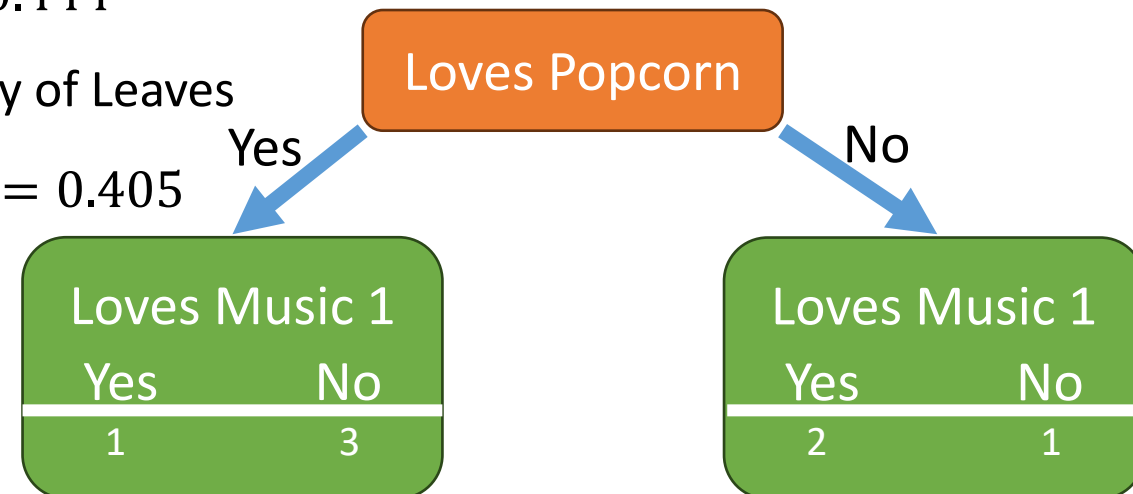 Loves Popcorn
y of Leaves
Yes
No
= 0.405
Loves Music 1
Yes No
1 3
Loves Music 1
Yes No
2 1